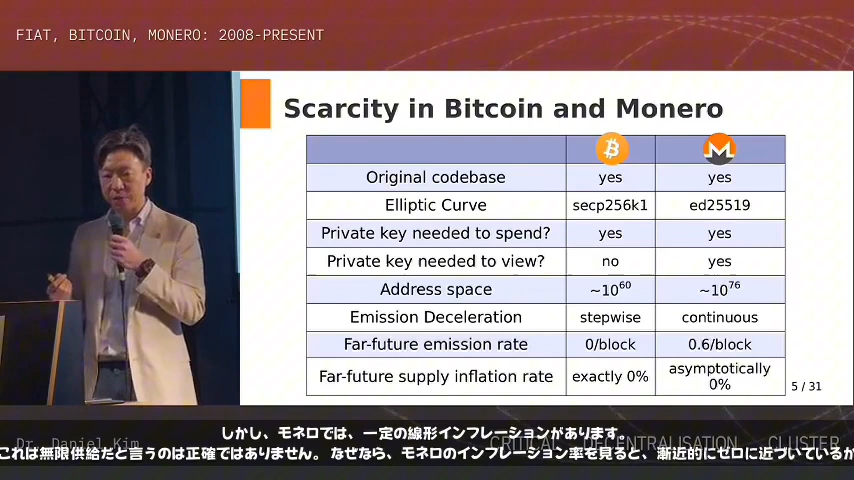 FIAT, BITCOIN, MONERO: 2008-PRESENT
Scarcity in Bitcoin and Monero
Original codebase yes yes
Elliptic Curve secp256k1 ed25519
Private key needed to spend? yes yes
Private key needed to view? no yes
Address space ~10⁶⁰ ~10⁷⁶
Emission Deceleration stepwise continuous
Far-future emission rate 0/block 0.6/block
Far-future supply inflation rate exactly 0% asymptotically 0%
5 / 31
Dr. Daniel Kim
CRITICAL DECENTRALISATION CLUSTER
しかし、モネロでは、一定の線形インフレーションがあります。
これは無限供給だと言うのは正確ではありません。なぜなら、モネロのインフレーション率を見ると、漸近的にゼロに近づいているか